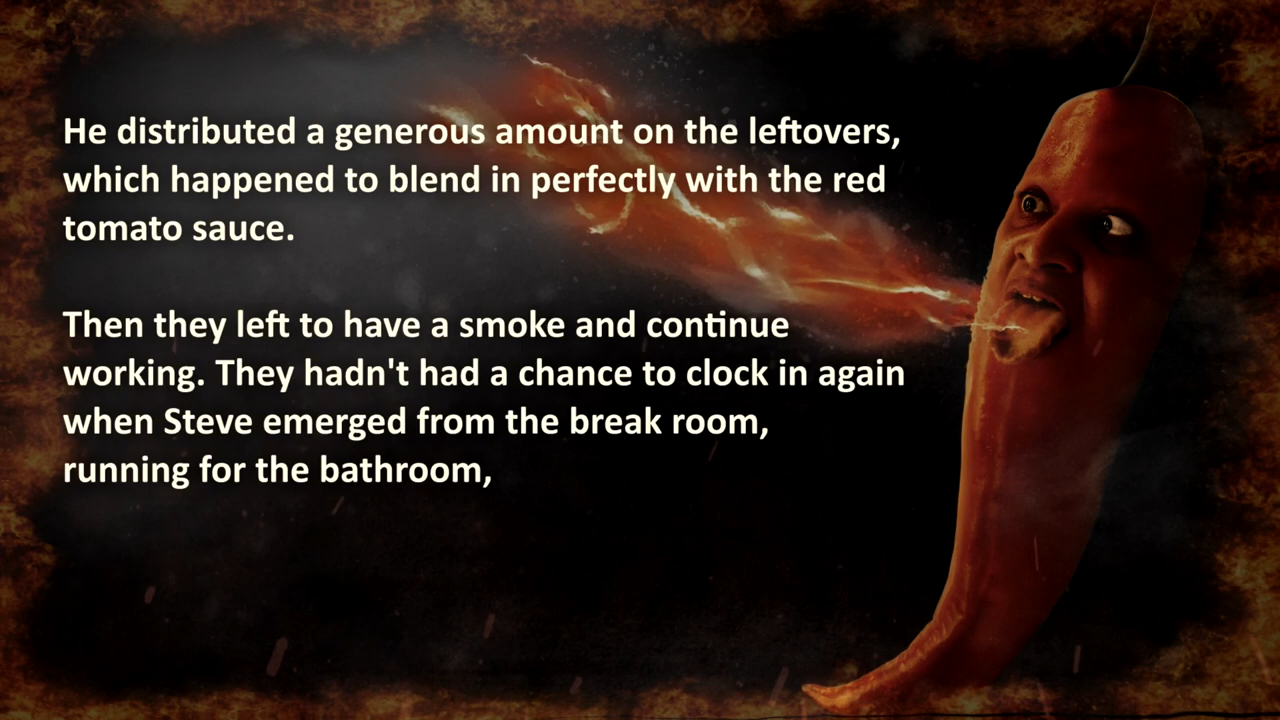 He distributed a generous amount on the leftovers,
which happened to blend in perfectly with the red
tomato sauce.
Then they left to have a smoke and continue
working. They hadn't had a chance to clock in again
when Steve emerged from the break room,
running for the bathroom,